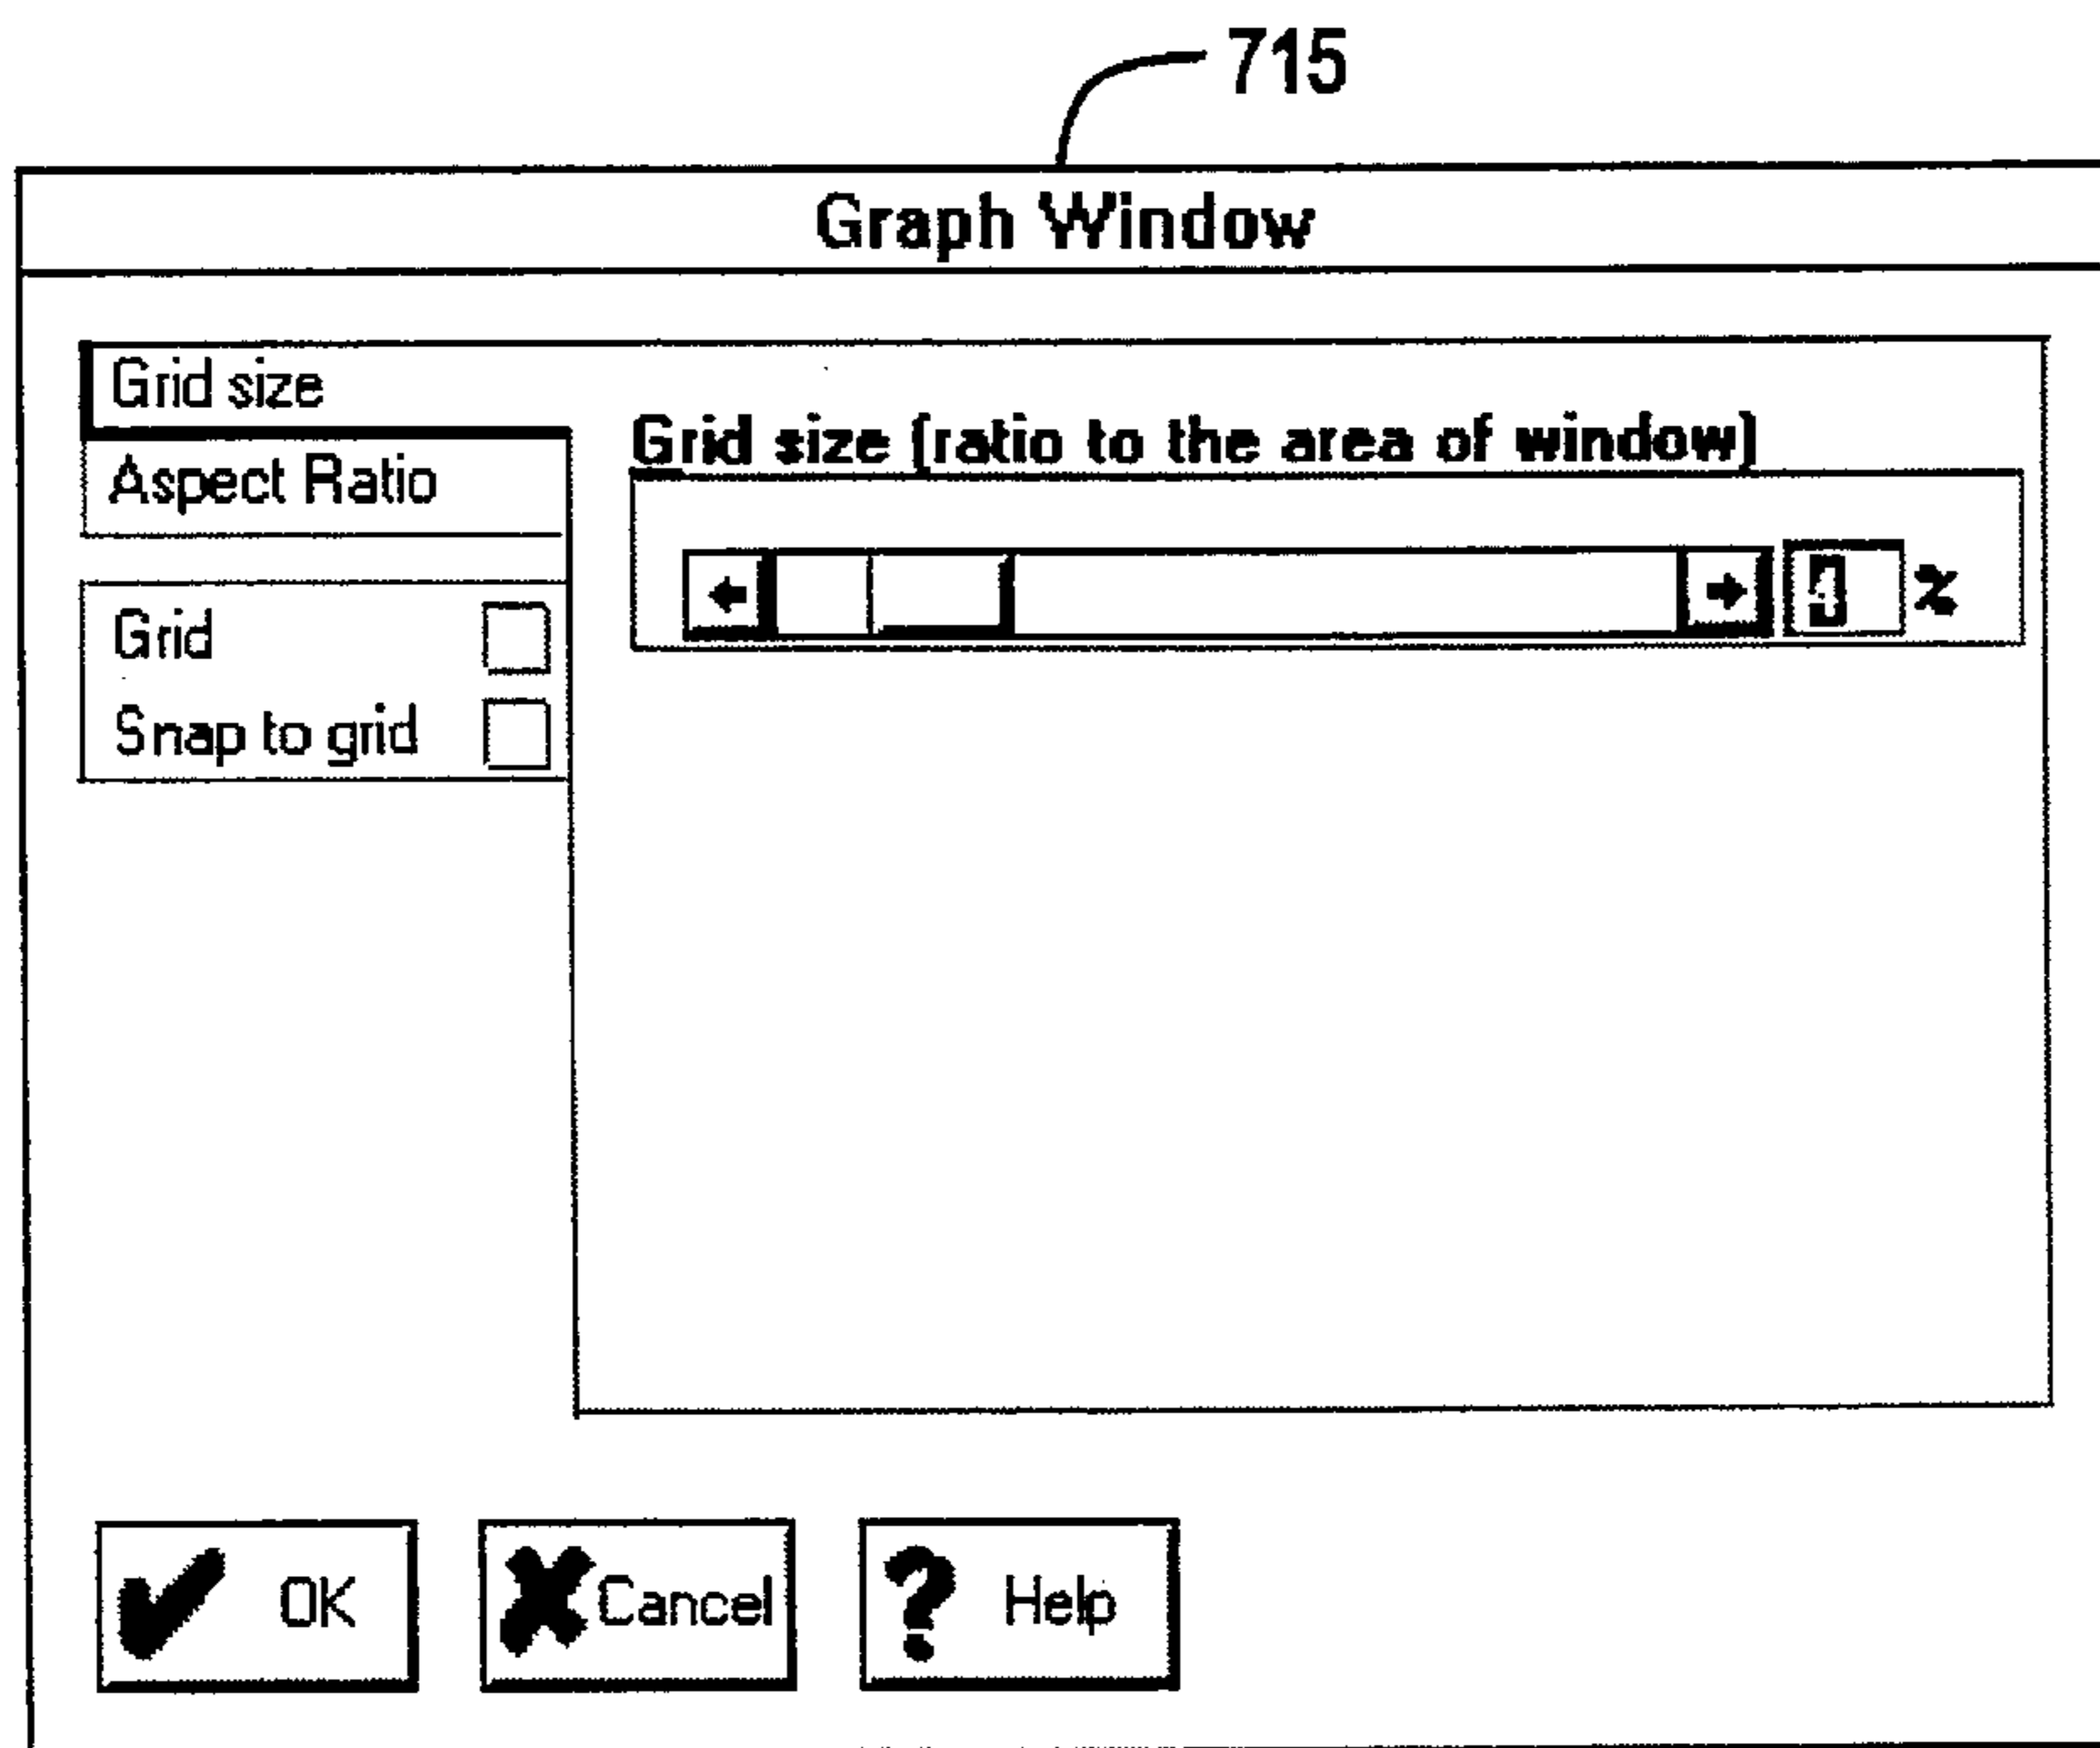 715
Graph Window
Grid size
Aspect Ratio
Grid
Snap to grid
Grid size (ratio to the area of window)
4 %
OK
Cancel
Help